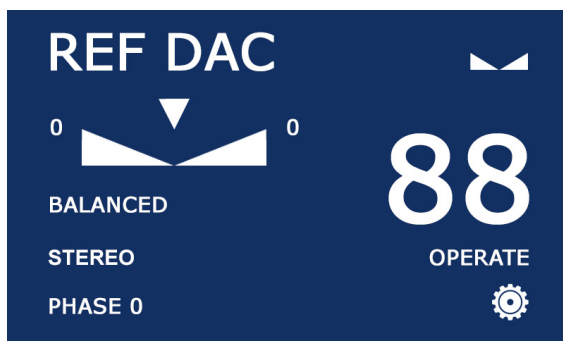 REF DAC
0 0
88
BALANCED
STEREO OPERATE
PHASE 0